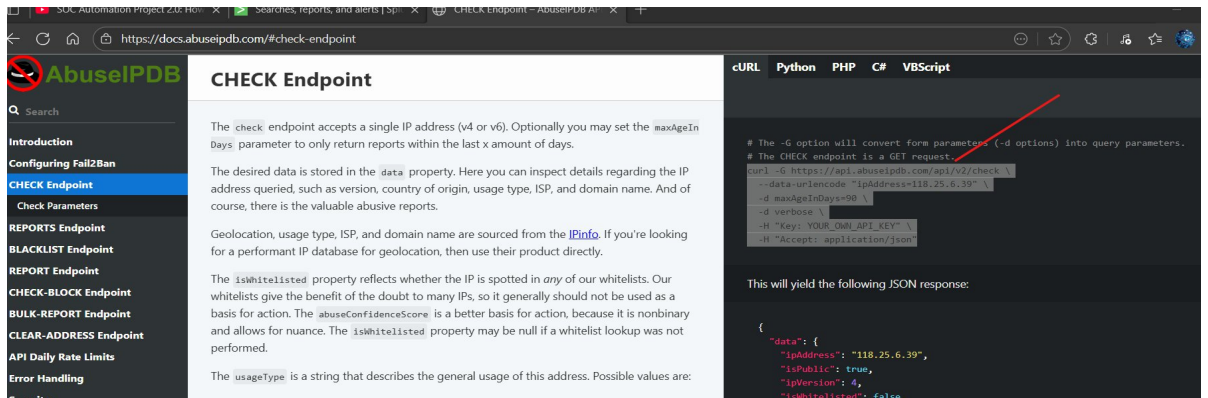 SOC Automation Project 2.0: How
Searches, reports, and alerts | Spl
CHECK Endpoint – AbuseIPDB AP
https://docs.abuseipdb.com/#check-endpoint
AbuseIPDB
Search
Introduction
Configuring Fail2Ban
CHECK Endpoint
Check Parameters
REPORTS Endpoint
BLACKLIST Endpoint
REPORT Endpoint
CHECK-BLOCK Endpoint
BULK-REPORT Endpoint
CLEAR-ADDRESS Endpoint
API Daily Rate Limits
Error Handling
CHECK Endpoint
The check endpoint accepts a single IP address (v4 or v6). Optionally you may set the maxAgeIn
Days parameter to only return reports within the last x amount of days.
The desired data is stored in the data property. Here you can inspect details regarding the IP
address queried, such as version, country of origin, usage type, ISP, and domain name. And of
course, there is the valuable abusive reports.
Geolocation, usage type, ISP, and domain name are sourced from the IPinfo. If you're looking
for a performant IP database for geolocation, then use their product directly.
The isWhitelisted property reflects whether the IP is spotted in any of our whitelists. Our
whitelists give the benefit of the doubt to many IPs, so it generally should not be used as a
basis for action. The abuseConfidenceScore is a better basis for action, because it is nonbinary
and allows for nuance. The isWhitelisted property may be null if a whitelist lookup was not
performed.
The usageType is a string that describes the general usage of this address. Possible values are:
cURL Python PHP C# VBScript
# The -G option will convert form parameters (-d options) into query parameters.
# The CHECK endpoint is a GET request.
curl -G https://api.abuseipdb.com/api/v2/check \
--data-urlencode "ipAddress=118.25.6.39" \
-d maxAgeInDays=90 \
-d verbose \
-H "Key: YOUR_OWN_API_KEY" \
-H "Accept: application/json"
This will yield the following JSON response:
{
"data": {
"ipAddress": "118.25.6.39",
"isPublic": true,
"ipVersion": 4,
"isWhitelisted": false,